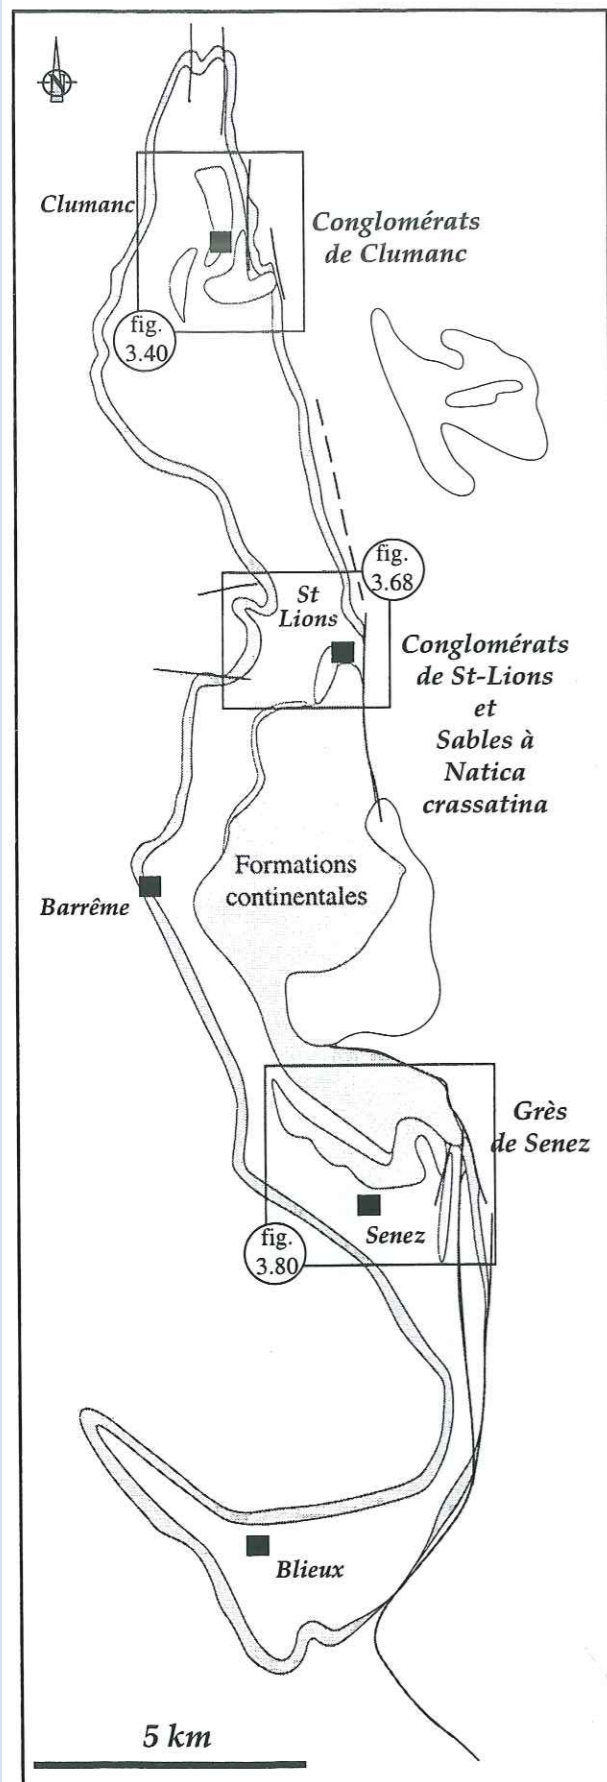 N
Clumanc
Conglomérats
de Clumanc
fig.
3.40
fig.
3.68
St
Lions
Conglomérats
de St-Lions
et
Sables à
Natica
crassatina
Formations
continentales
Barrême
Grès
de Senez
Senez
fig.
3.80
Blieux
5 km